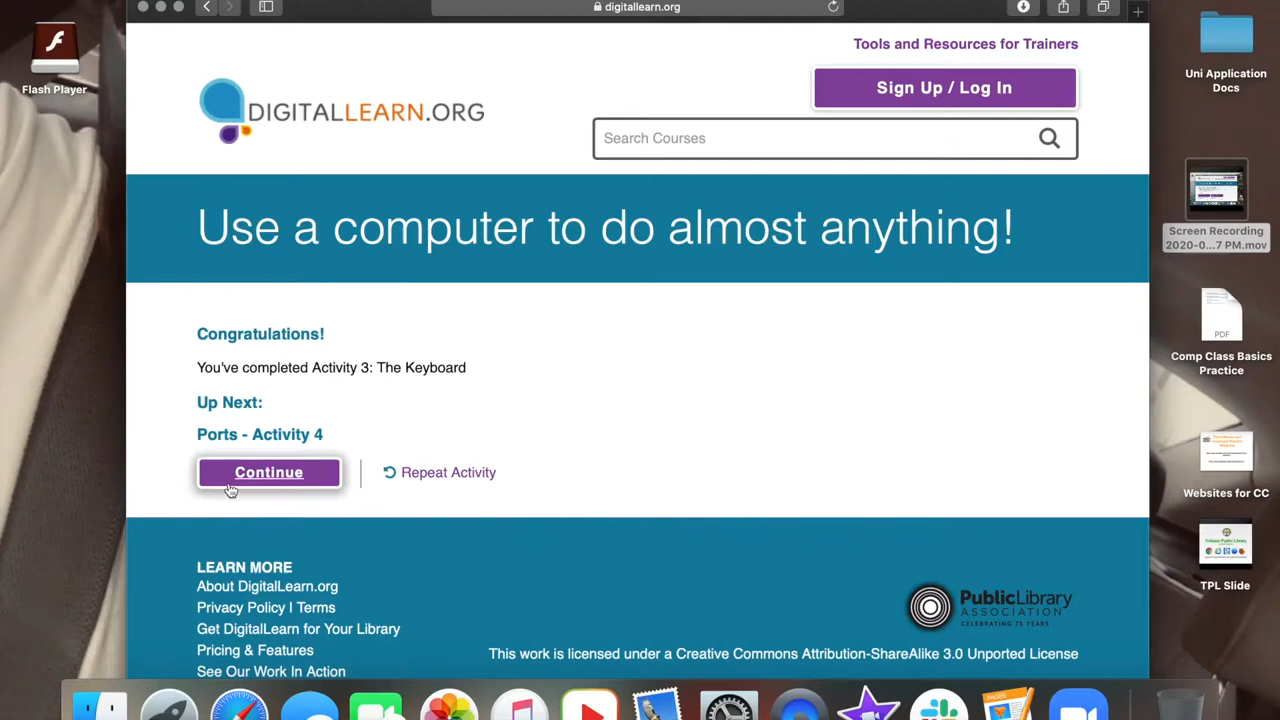 digitallearn.org
Flash Player
Tools and Resources for Trainers
Sign Up / Log In
DIGITALLEARN.ORG
Search Courses
Use a computer to do almost anything!
Congratulations!
You've completed Activity 3: The Keyboard
Up Next:
Ports - Activity 4
Continue
Repeat Activity
LEARN MORE
About DigitalLearn.org
Privacy Policy | Terms
Get DigitalLearn for Your Library
Pricing & Features
See Our Work In Action
PublicLibrary
ASSOCIATION
CELEBRATING 75 YEARS
This work is licensed under a Creative Commons Attribution-ShareAlike 3.0 Unported License
Uni Application
Docs
Screen Recording
2020-0...7 PM.mov
PDF
Comp Class Basics
Practice
Websites for CC
TPL Slide
PAGES